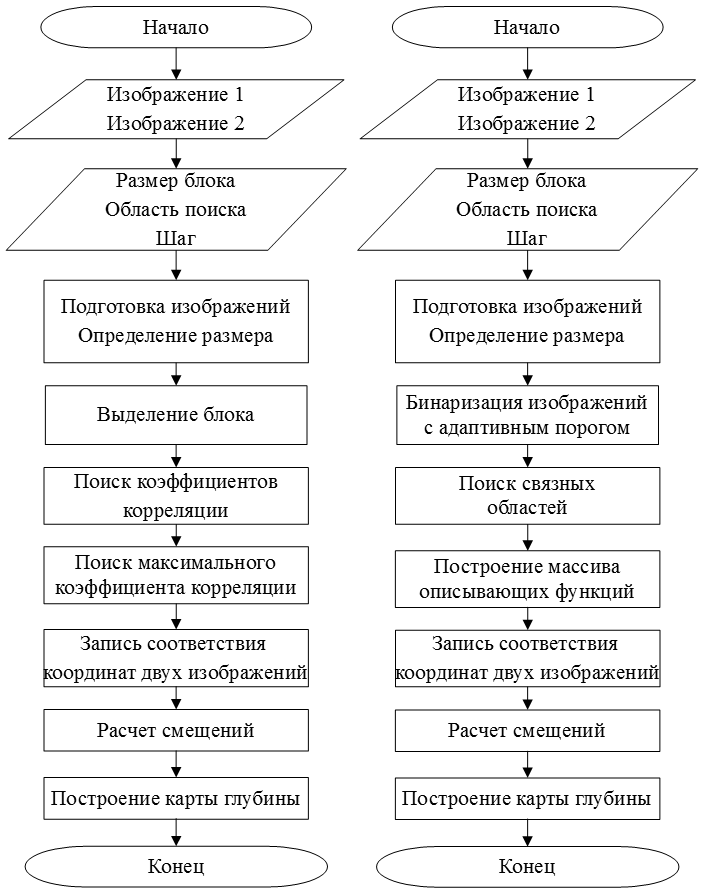 Начало
Изображение 1
Изображение 2
Размер блока
Область поиска
Шаг
Подготовка изображений
Определение размера
Выделение блока
Поиск коэффициентов
корреляции
Поиск максимального
коэффициента корреляции
Запись соответствия
координат двух изображений
Расчет смещений
Построение карты глубины
Конец
Начало
Изображение 1
Изображение 2
Размер блока
Область поиска
Шаг
Подготовка изображений
Определение размера
Бинаризация изображений
с адаптивным порогом
Поиск связных
областей
Построение массива
описывающих функций
Запись соответствия
координат двух изображений
Расчет смещений
Построение карты глубины
Конец